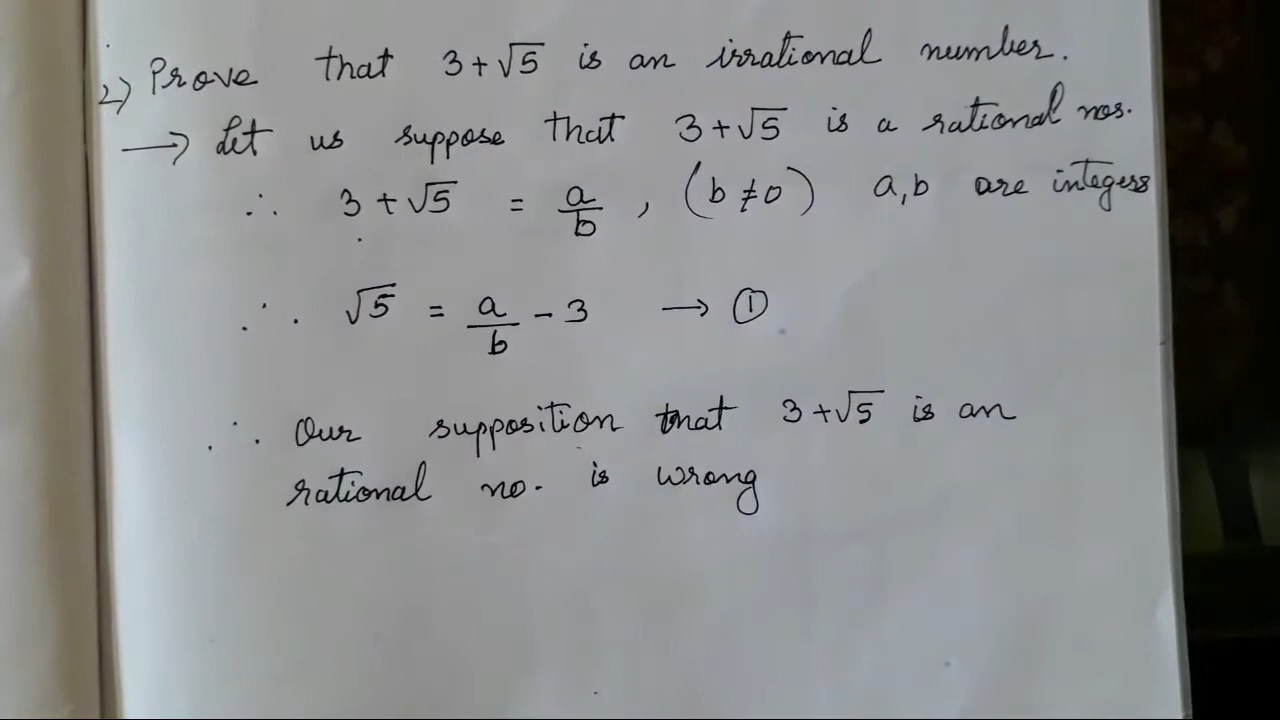 2) Prove that 3+√5 is an irrational number.
→ Let us suppose that 3+√5 is a rational nos.
∴ 3+√5 = a/b , (b≠0) a,b are integers
∴ √5 = a/b - 3 → ①
∴ Our supposition that 3+√5 is an
rational no. is wrong